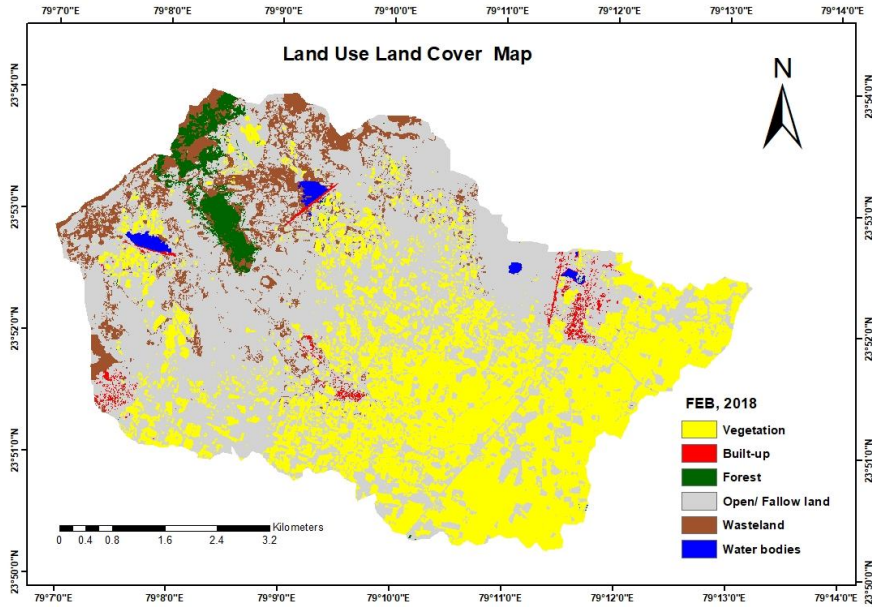 79°7'0"E 79°8'0"E 79°9'0"E 79°10'0"E 79°11'0"E 79°12'0"E 79°13'0"E 79°14'0"E
Land Use Land Cover Map
N
23°54'0"N 23°54'0"N
23°53'0"N 23°53'0"N
23°52'0"N 23°52'0"N
23°51'0"N 23°51'0"N
23°50'0"N 23°50'0"N
FEB, 2018
Vegetation
Built-up
Forest
Open/ Fallow land
Wasteland
Water bodies
Kilometers
0 0.4 0.8 1.6 2.4 3.2
79°7'0"E 79°8'0"E 79°9'0"E 79°10'0"E 79°11'0"E 79°12'0"E 79°13'0"E 79°14'0"E